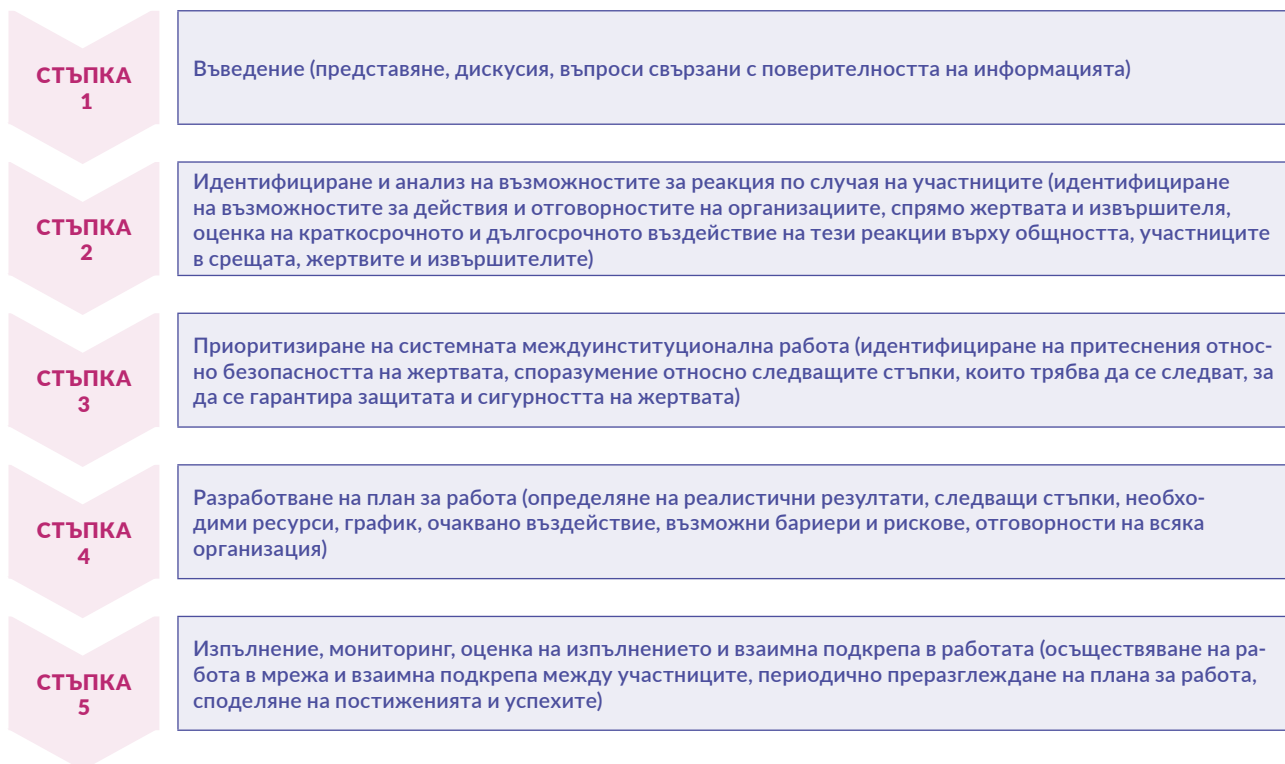 СТЪПКА
1
Въведение (представяне, дискусия, въпроси свързани с поверителността на информацията)
СТЪПКА
2
Идентифициране и анализ на възможностите за реакция по случая на участниците (идентифициране
на възможностите за действия и отговорностите на организациите, спрямо жертвата и извършителя,
оценка на краткосрочното и дългосрочното въздействие на тези реакции върху общността, участниците
в срещата, жертвите и извършителите)
СТЪПКА
3
Приоритизиране на системната междуинституционална работа (идентифициране на притеснения относ-
но безопасността на жертвата, споразумение относно следващите стъпки, които трябва да се следват, за
да се гарантира защитата и сигурността на жертвата)
СТЪПКА
4
Разработване на план за работа (определяне на реалистични резултати, следващи стъпки, необхо-
дими ресурси, график, очаквано въздействие, възможни бариери и рискове, отговорности на всяка
организация)
СТЪПКА
5
Изпълнение, мониторинг, оценка на изпълнението и взаимна подкрепа в работата (осъществяване на ра-
бота в мрежа и взаимна подкрепа между участниците, периодично преразглеждане на плана за работа,
споделяне на постиженията и успехите)